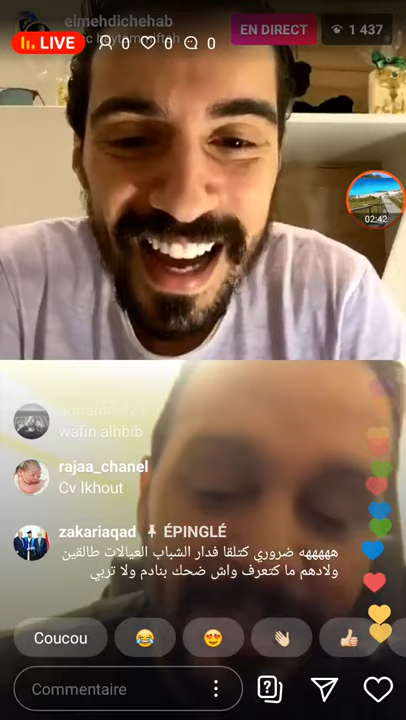 elmehdichehab
EN DIRECT
1 437
LIVE
0
0
0
02:42
wafin alhbib
rajaa_chanel
Cv lkhout
zakariaqad
ÉPINGLÉ
هههههه ضروري كتلقا فدار الشباب العيالات طالقين
ولادهم ما كتعرف واش ضحك بنادم ولا تربي
Coucou
Commentaire